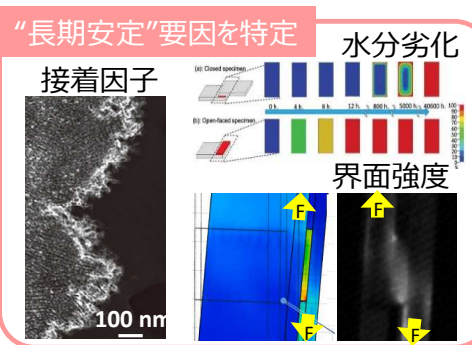 “長期安定”要因を特定
接着因子
水分劣化
(a): Closed specimen
0 h. 4 h. 8 h. 12 h. 800 h. 5000 h. 40600 h.
(b): Open-faced specimen
100
90
80
70
60
50
40
30
20
10
0
界面強度
F F
F F
100 nm